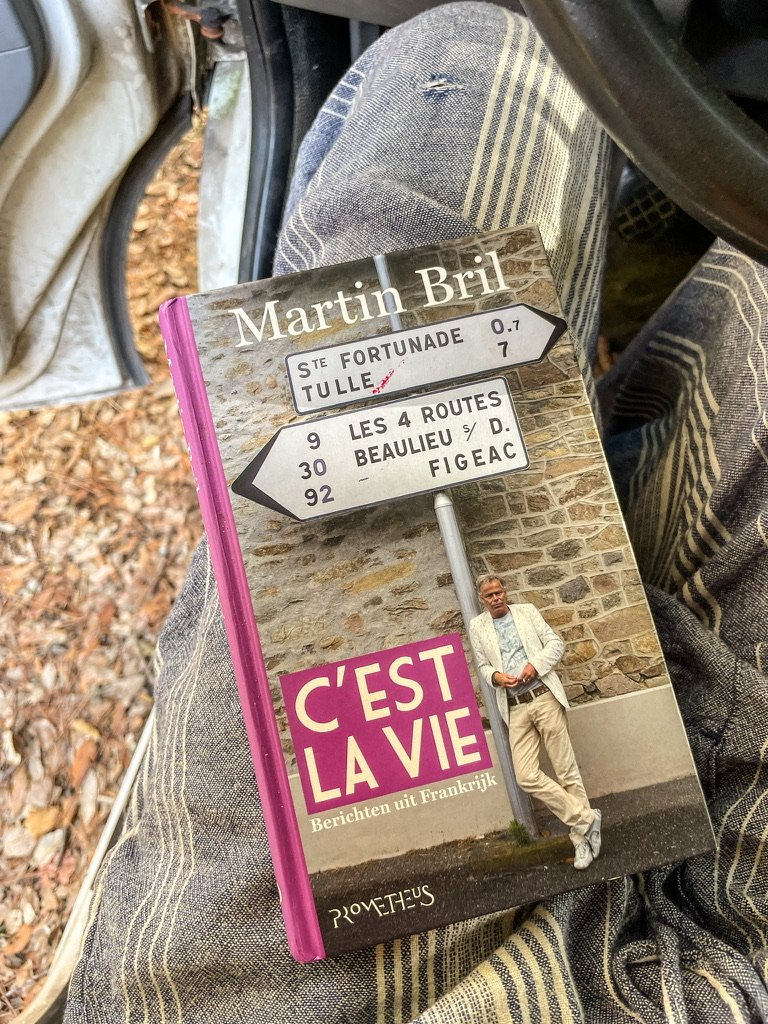 Martin Bril
STE FORTUNADE 0.7
TULLE 7
9 LES 4 ROUTES
30 BEAULIEU S/ D.
92 FIGEAC
C'EST
LA VIE
Berichten uit Frankrijk
PROMETHEUS